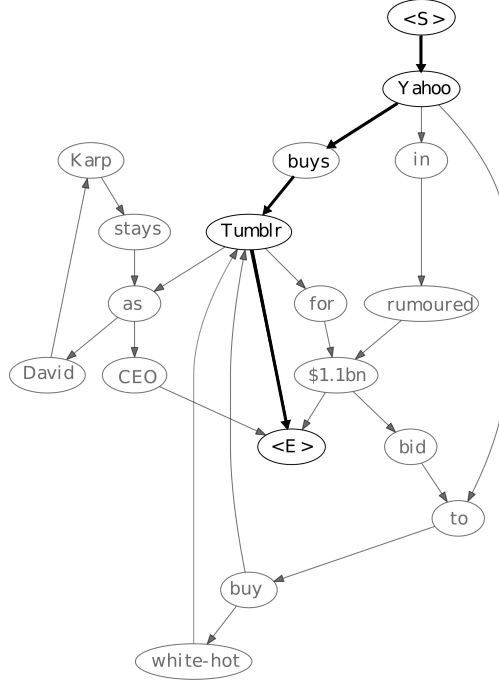 <S>
Yahoo
Karp
buys
in
stays
Tumblr
as
for
rumoured
David
CEO
$1.1bn
<E>
bid
to
buy
white-hot